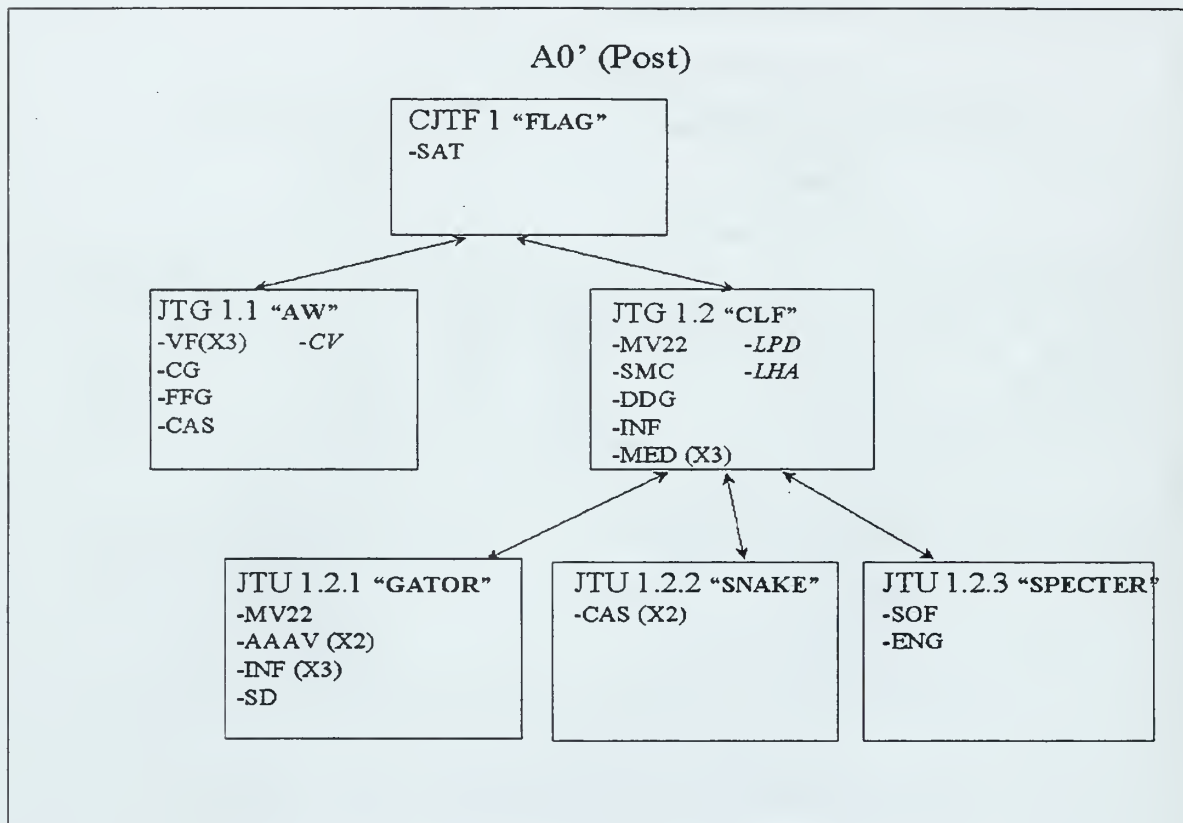 A0’ (Post)
CJTF 1 “FLAG”
-SAT
JTG 1.1 “AW”
-VF(X3) -CV
-CG
-FFG
-CAS
JTG 1.2 “CLF”
-MV22 -LPD
-SMC -LHA
-DDG
-INF
-MED (X3)
JTU 1.2.1 “GATOR”
-MV22
-AAAV (X2)
-INF (X3)
-SD
JTU 1.2.2 “SNAKE”
-CAS (X2)
JTU 1.2.3 “SPECTER”
-SOF
-ENG